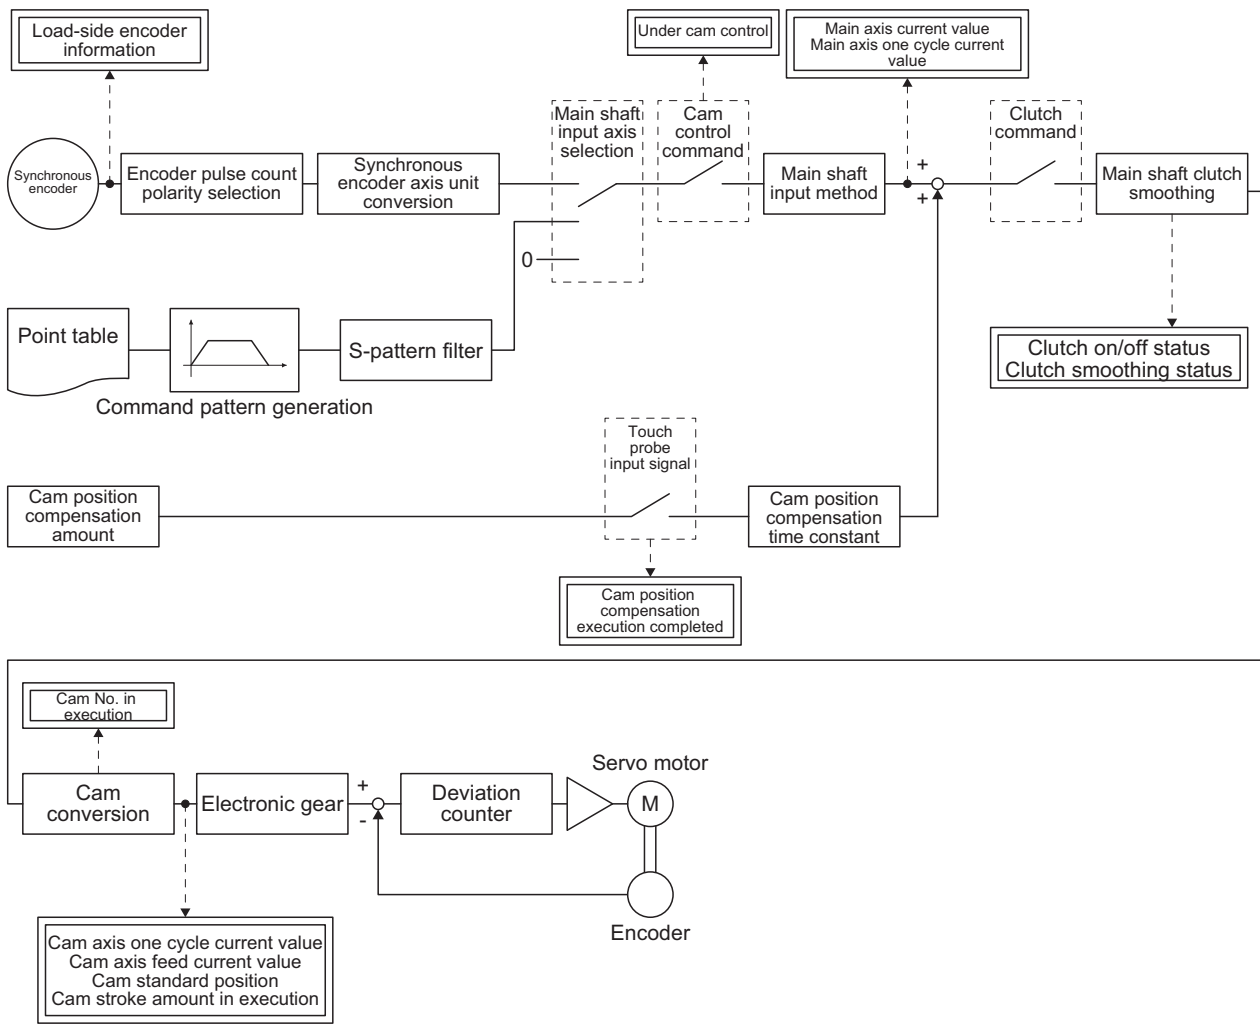 Load-side encoder
information
Under cam control
Main axis current value
Main axis one cycle current
value
Main shaft
input axis
selection
Cam
control
command
Clutch
command
Synchronous
encoder
Encoder pulse count
polarity selection
Synchronous
encoder axis unit
conversion
Main shaft
input method
+
+
Main shaft clutch
smoothing
0
Point table
S-pattern filter
Command pattern generation
Clutch on/off status
Clutch smoothing status
Touch
probe
input signal
Cam position
compensation
amount
Cam position
compensation
time constant
Cam position
compensation
execution completed
Cam No. in
execution
Cam
conversion
Electronic gear
+
-
Deviation
counter
Servo motor
M
Encoder
Cam axis one cycle current value
Cam axis feed current value
Cam standard position
Cam stroke amount in execution